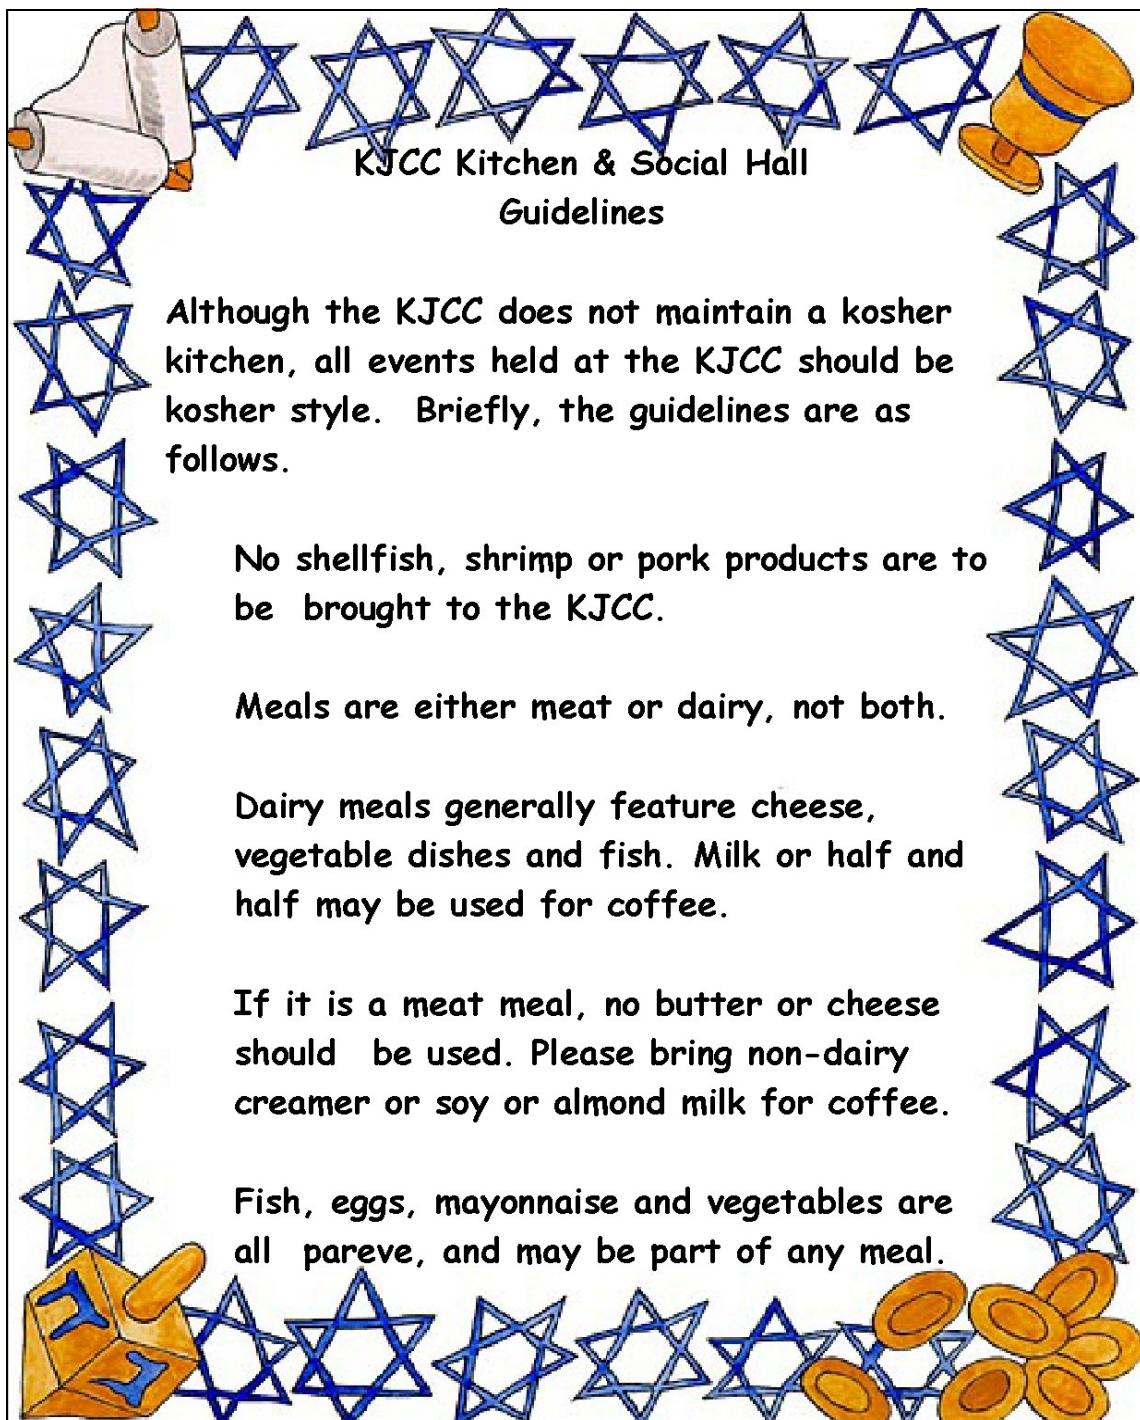 KJCC Kitchen & Social Hall
Guidelines
Although the KJCC does not maintain a kosher
kitchen, all events held at the KJCC should be
kosher style. Briefly, the guidelines are as
follows.
No shellfish, shrimp or pork products are to
be brought to the KJCC.
Meals are either meat or dairy, not both.
Dairy meals generally feature cheese,
vegetable dishes and fish. Milk or half and
half may be used for coffee.
If it is a meat meal, no butter or cheese
should be used. Please bring non-dairy
creamer or soy or almond milk for coffee.
Fish, eggs, mayonnaise and vegetables are
all pareve, and may be part of any meal.